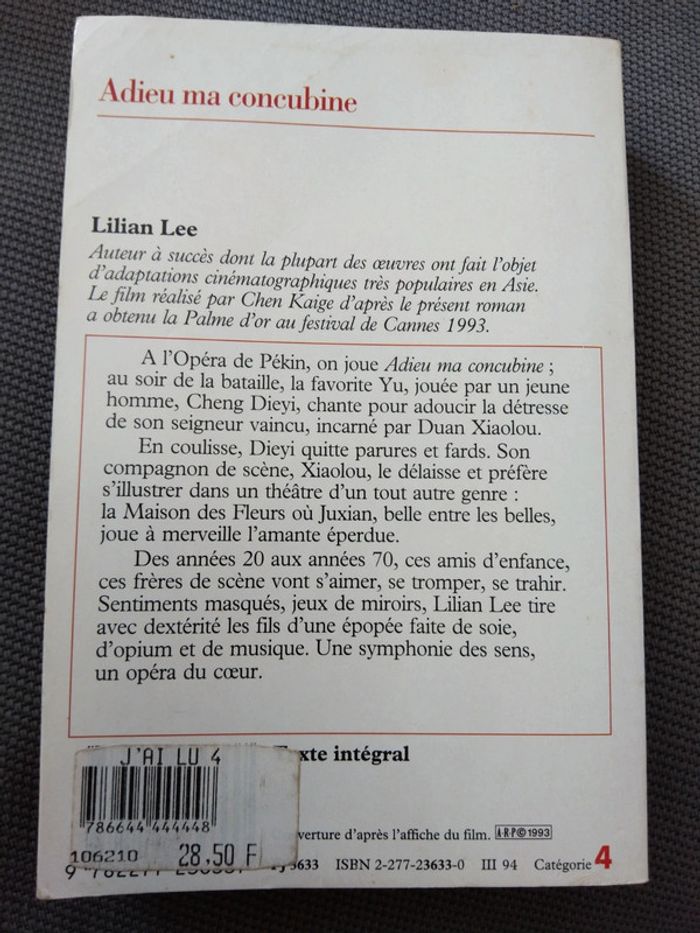 Adieu ma concubine
Lilian Lee
Auteur à succès dont la plupart des œuvres ont fait l'objet
d'adaptations cinématographiques très populaires en Asie.
Le film réalisé par Chen Kaige d'après le présent roman
a obtenu la Palme d'or au festival de Cannes 1993.
A l'Opéra de Pékin, on joue Adieu ma concubine ;
au soir de la bataille, la favorite Yu, jouée par un jeune
homme, Cheng Dieyi, chante pour adoucir la détresse
de son seigneur vaincu, incarné par Duan Xiaolou.
En coulisse, Dieyi quitte parures et fards. Son
compagnon de scène, Xiaolou, le délaisse et préfère
s'illustrer dans un théâtre d'un tout autre genre :
la Maison des Fleurs où Juxian, belle entre les belles,
joue à merveille l'amante éperdue.
Des années 20 aux années 70, ces amis d'enfance,
ces frères de scène vont s'aimer, se tromper, se trahir.
Sentiments masqués, jeux de miroirs, Lilian Lee tire
avec dextérité les fils d'une épopée faite de soie,
d'opium et de musique. Une symphonie des sens,
un opéra du cœur.
xte intégral
J'AI LU 4
786644 444448
106210 28,50 F
verture d'après l'affiche du film. A·R·P©1993
3633 ISBN 2-277-23633-0 III 94 Catégorie 4